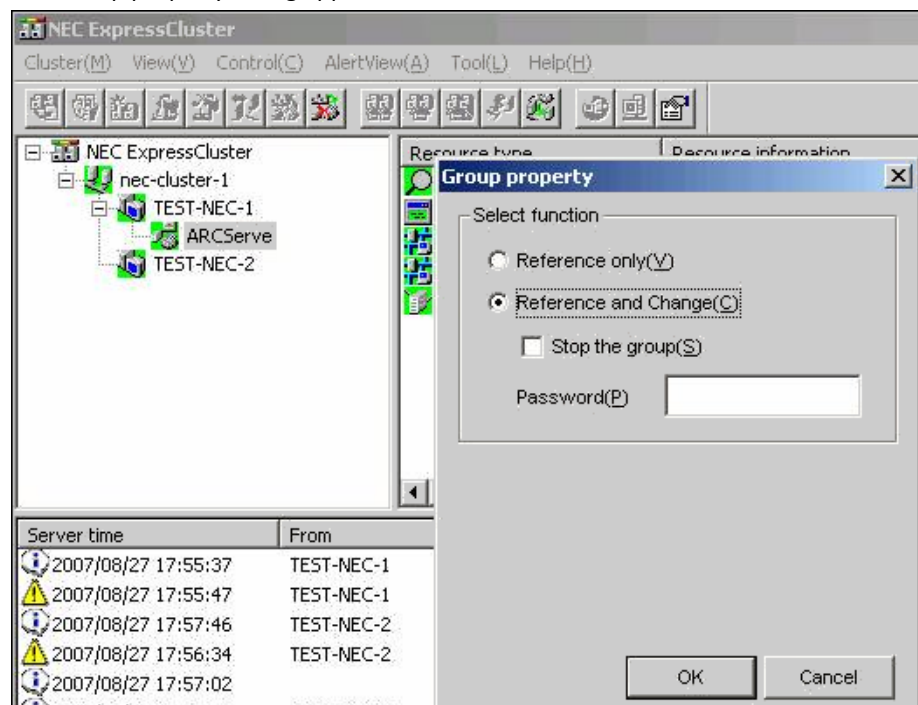 NEC ExpressCluster
Cluster(M) View(V) Control(C) AlertView(A) Tool(L) Help(H)
NEC ExpressCluster
nec-cluster-1
TEST-NEC-1
ARCServe
TEST-NEC-2
Resource type Resource information
Group property
Select function
Reference only(V)
Reference and Change(C)
Stop the group(S)
Password(P)
OK Cancel
Server time From
2007/08/27 17:55:37 TEST-NEC-1
2007/08/27 17:55:47 TEST-NEC-1
2007/08/27 17:57:46 TEST-NEC-2
2007/08/27 17:56:34 TEST-NEC-2
2007/08/27 17:57:02